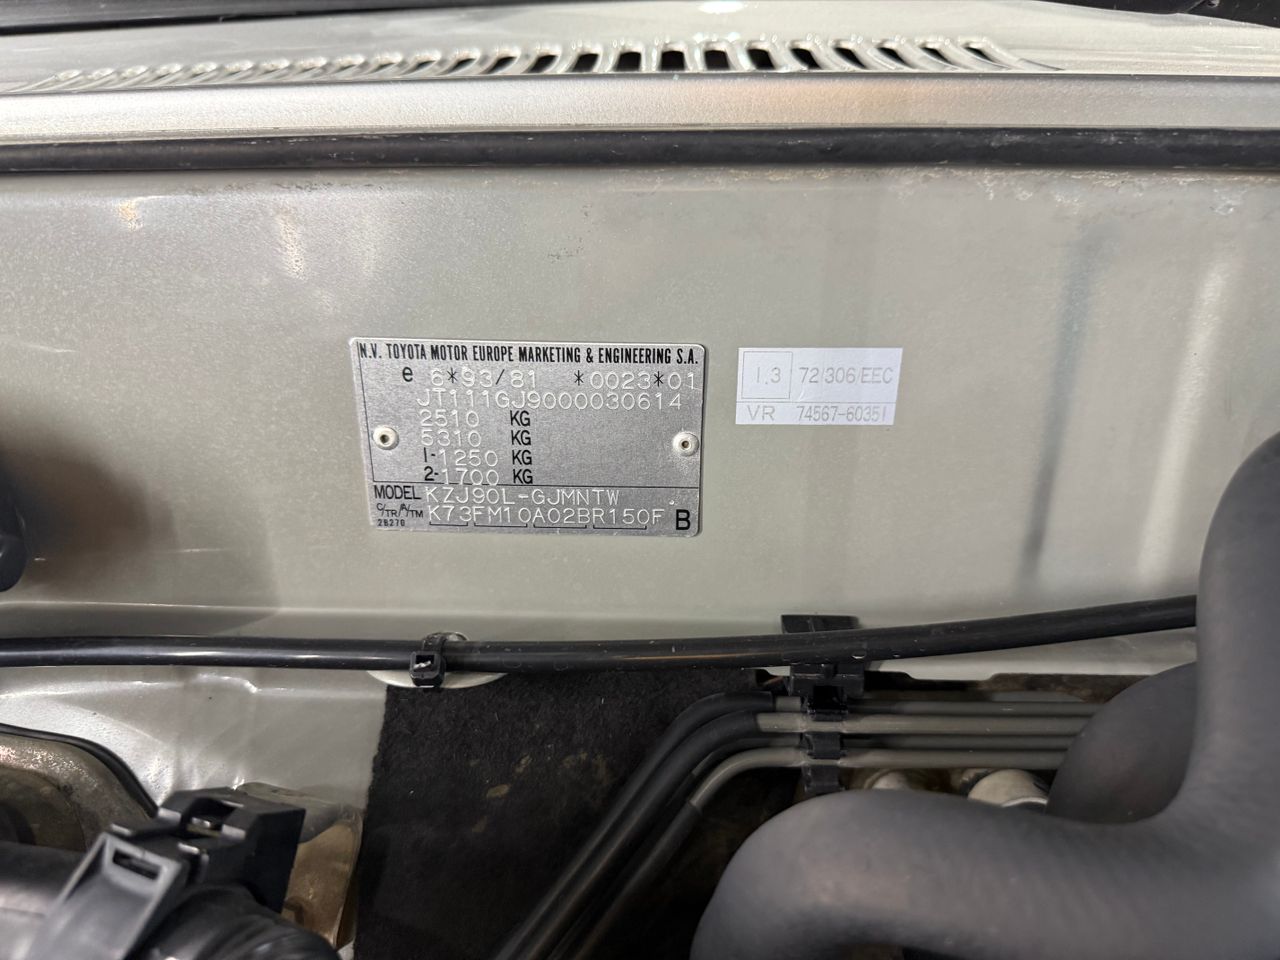 N.V. TOYOTA MOTOR EUROPE MARKETING & ENGINEERING S.A.
e 6*93/81 *0023*01
JT111GJ9000030614
2510 KG
5310 KG
1-1250 KG
2-1700 KG
MODEL KZJ90L-GJMNTW
C/TR/A/TM K73FM10A02BR150F B
2B270
1.3 72/306/EEC
VR 74567-60351